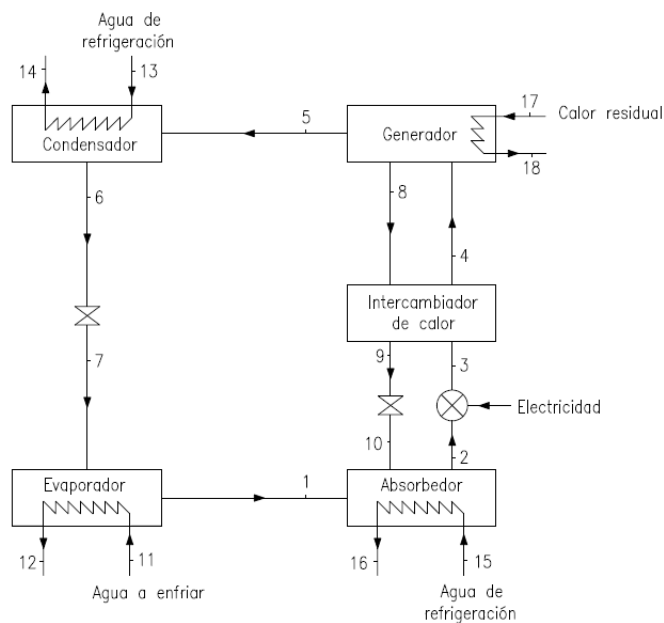 Agua de
refrigeración
14
13
17
Calor residual
5
Condensador
Generador
18
6
8
4
Intercambiador
de calor
7
9
3
Electricidad
10
2
Evaporador
1
Absorbedor
12
11
16
15
Agua a enfriar
Agua de
refrigeración